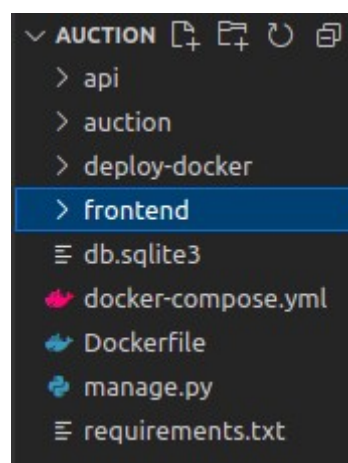 AUCTION
api
auction
deploy-docker
frontend
db.sqlite3
docker-compose.yml
Dockerfile
manage.py
requirements.txt